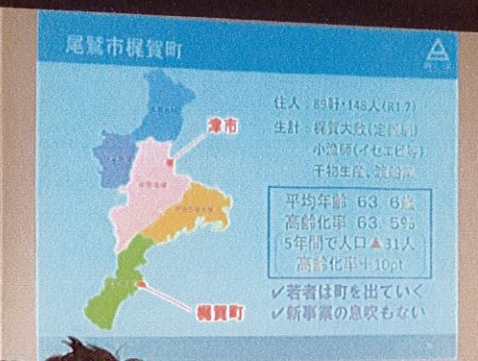 尾鷲市梶賀町
津市
梶賀町
住人：89軒・148人(R1.7)
生計：梶賀大敷(定置網)
小漁師(イセエビ等)
干物生産、渡船業
平均年齢 63.6歳
高齢化率 63.5%
5年間で人口▲31人
高齢化率+10pt
✓若者は町を出ていく
✓新事業の息吹もない